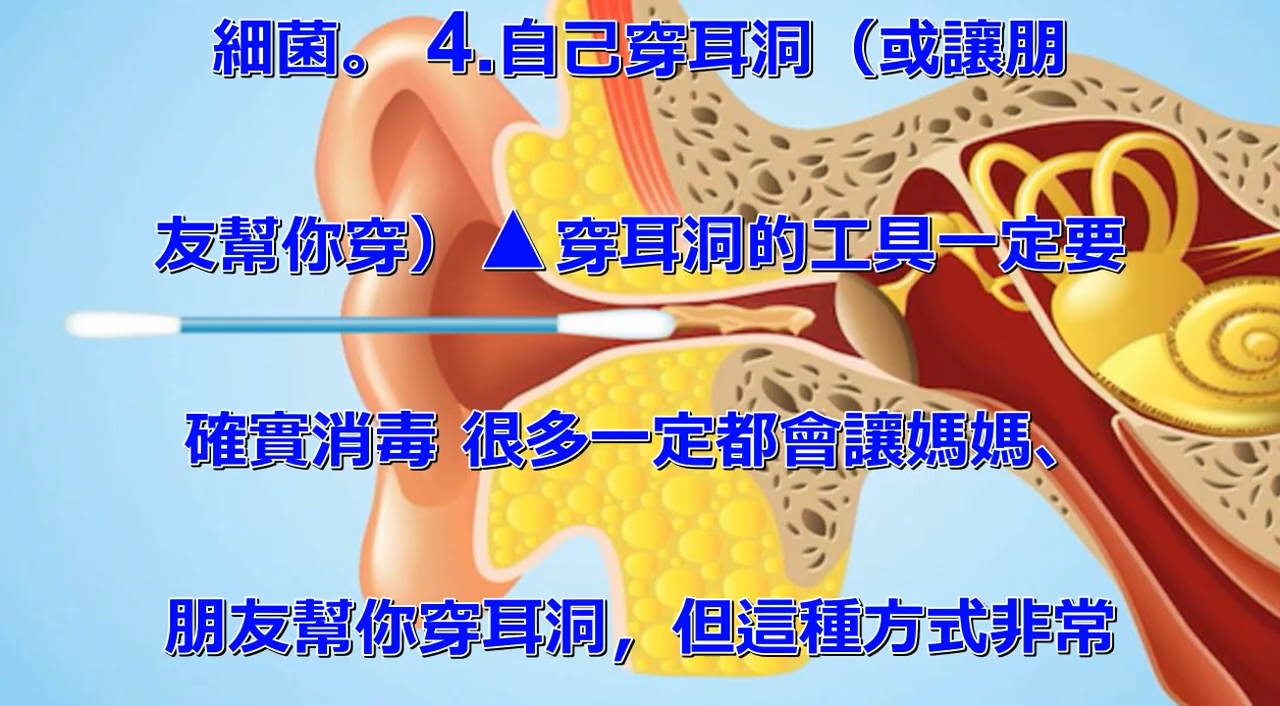 細菌。 4.自己穿耳洞（或讓朋
友幫你穿） ▲穿耳洞的工具一定要
確實消毒 很多一定都會讓媽媽、
朋友幫你穿耳洞，但這種方式非常